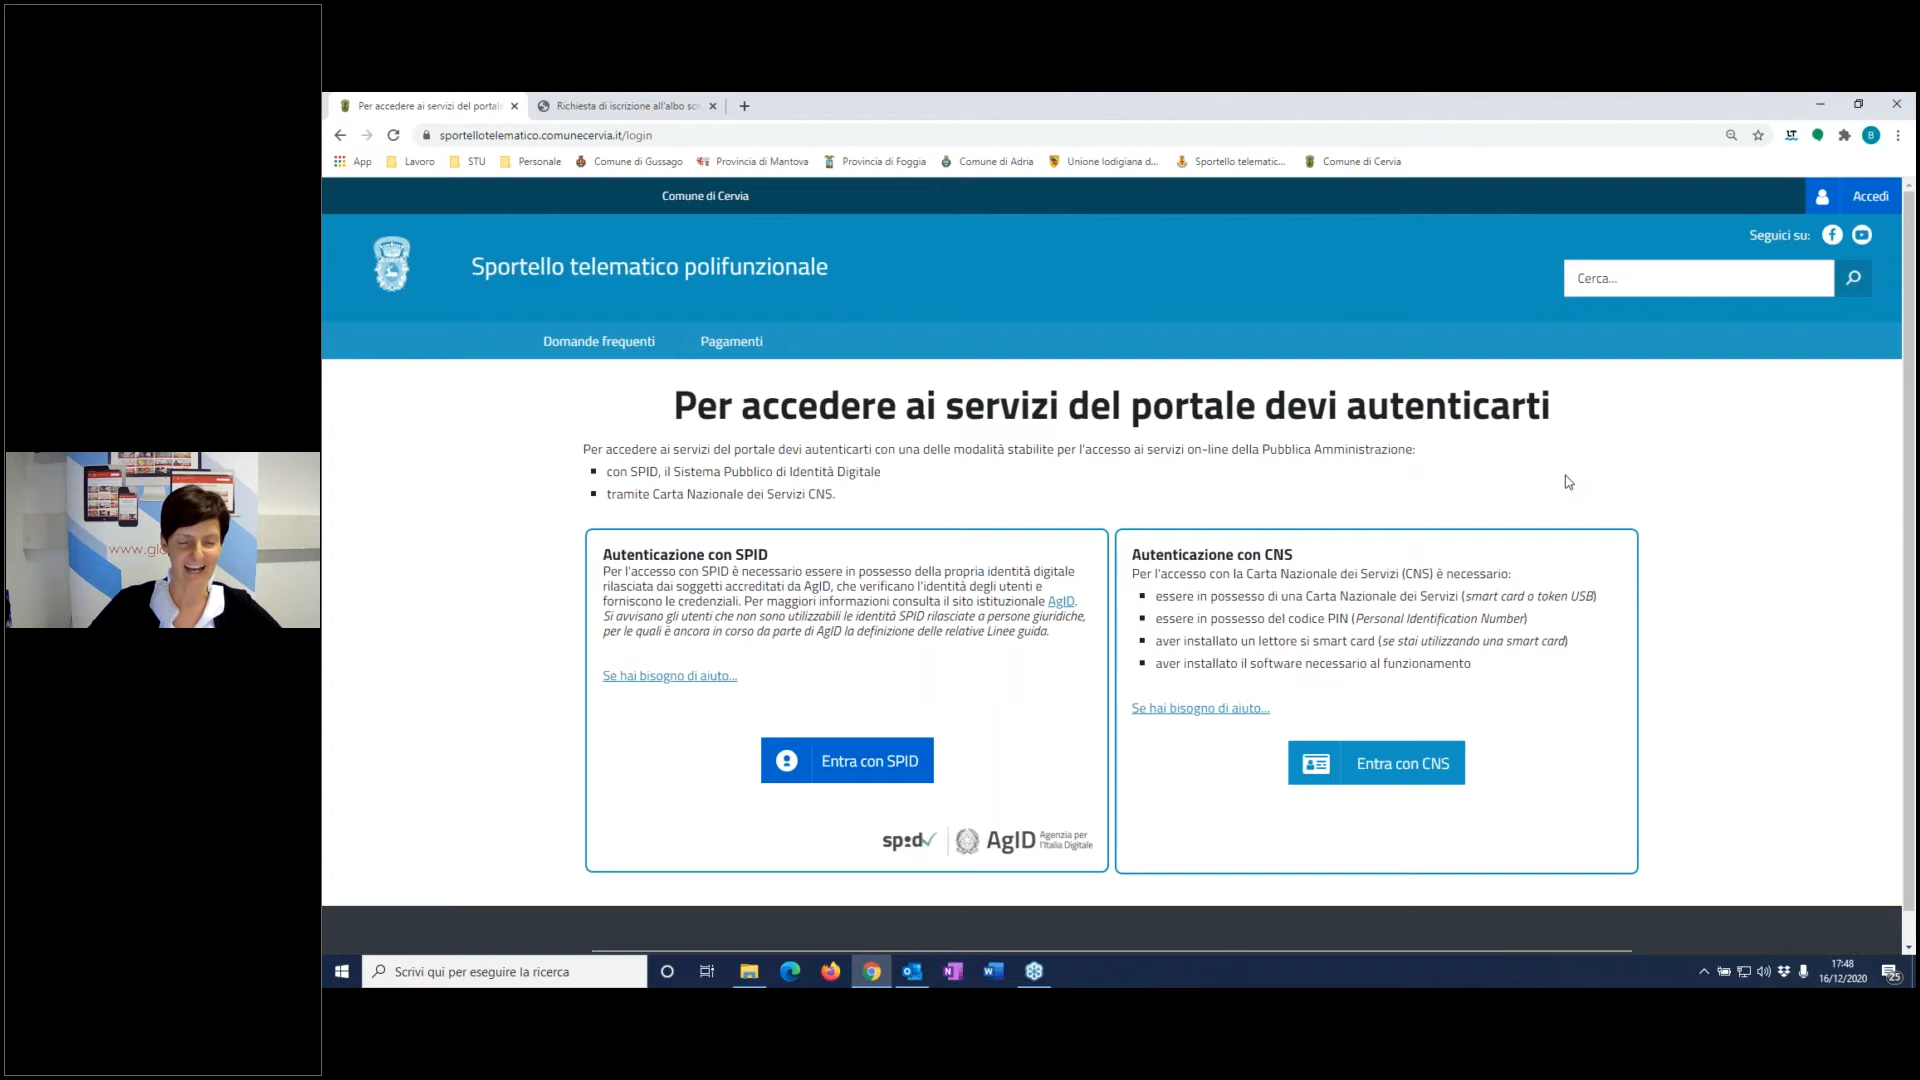 Per accedere ai servizi del portale
Richiesta di iscrizione all'albo scr
sportellotelematico.comunecervia.it/login
App
Lavoro
STU
Personale
Comune di Gussago
Provincia di Mantova
Provincia di Foggia
Comune di Adria
Unione lodigiana d...
Sportello telematic...
Comune di Cervia
Comune di Cervia
Accedi
Seguici su:
Sportello telematico polifunzionale
Cerca...
Domande frequenti
Pagamenti
Per accedere ai servizi del portale devi autenticarti
Per accedere ai servizi del portale devi autenticarti con una delle modalità stabilite per l'accesso ai servizi on-line della Pubblica Amministrazione:
con SPID, il Sistema Pubblico di Identità Digitale
tramite Carta Nazionale dei Servizi CNS.
Autenticazione con SPID
Per l'accesso con SPID è necessario essere in possesso della propria identità digitale
rilasciata dai soggetti accreditati da AgID, che verificano l'identità degli utenti e
forniscono le credenziali. Per maggiori informazioni consulta il sito istituzionale AgID.
Si avvisano gli utenti che non sono utilizzabili le identità SPID rilasciate a persone giuridiche,
per le quali è ancora in corso da parte di AgID la definizione delle relative Linee guida.
Se hai bisogno di aiuto...
Entra con SPID
spid
AgID
Agenzia per
l'Italia Digitale
Autenticazione con CNS
Per l'accesso con la Carta Nazionale dei Servizi (CNS) è necessario:
essere in possesso di una Carta Nazionale dei Servizi (smart card o token USB)
essere in possesso del codice PIN (Personal Identification Number)
aver installato un lettore si smart card (se stai utilizzando una smart card)
aver installato il software necessario al funzionamento
Se hai bisogno di aiuto...
Entra con CNS
www.glo
Scrivi qui per eseguire la ricerca
17:48
16/12/2020
25